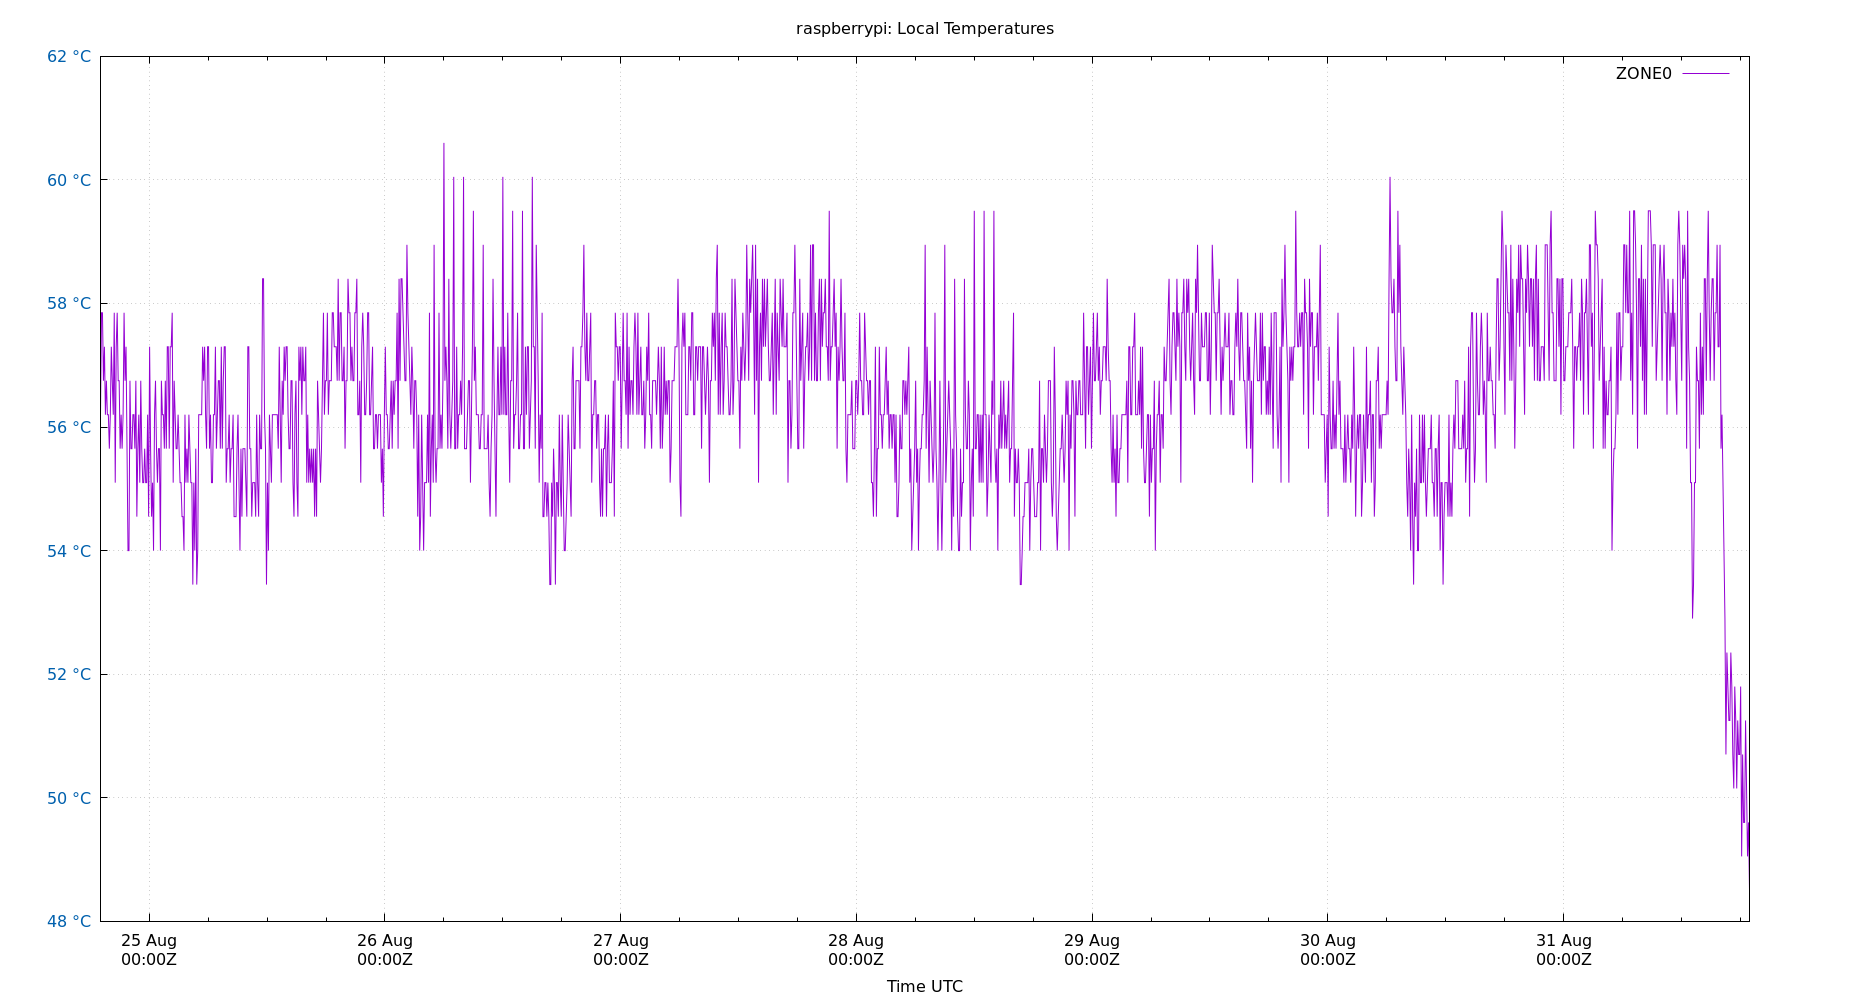 raspberrypi: Local Temperatures
62 °C
ZONE0
60 °C
58 °C
56 °C
54 °C
52 °C
50 °C
48 °C
25 Aug 26 Aug 27 Aug 28 Aug 29 Aug 30 Aug 31 Aug
00:00Z 00:00Z 00:00Z 00:00Z 00:00Z 00:00Z 00:00Z
Time UTC